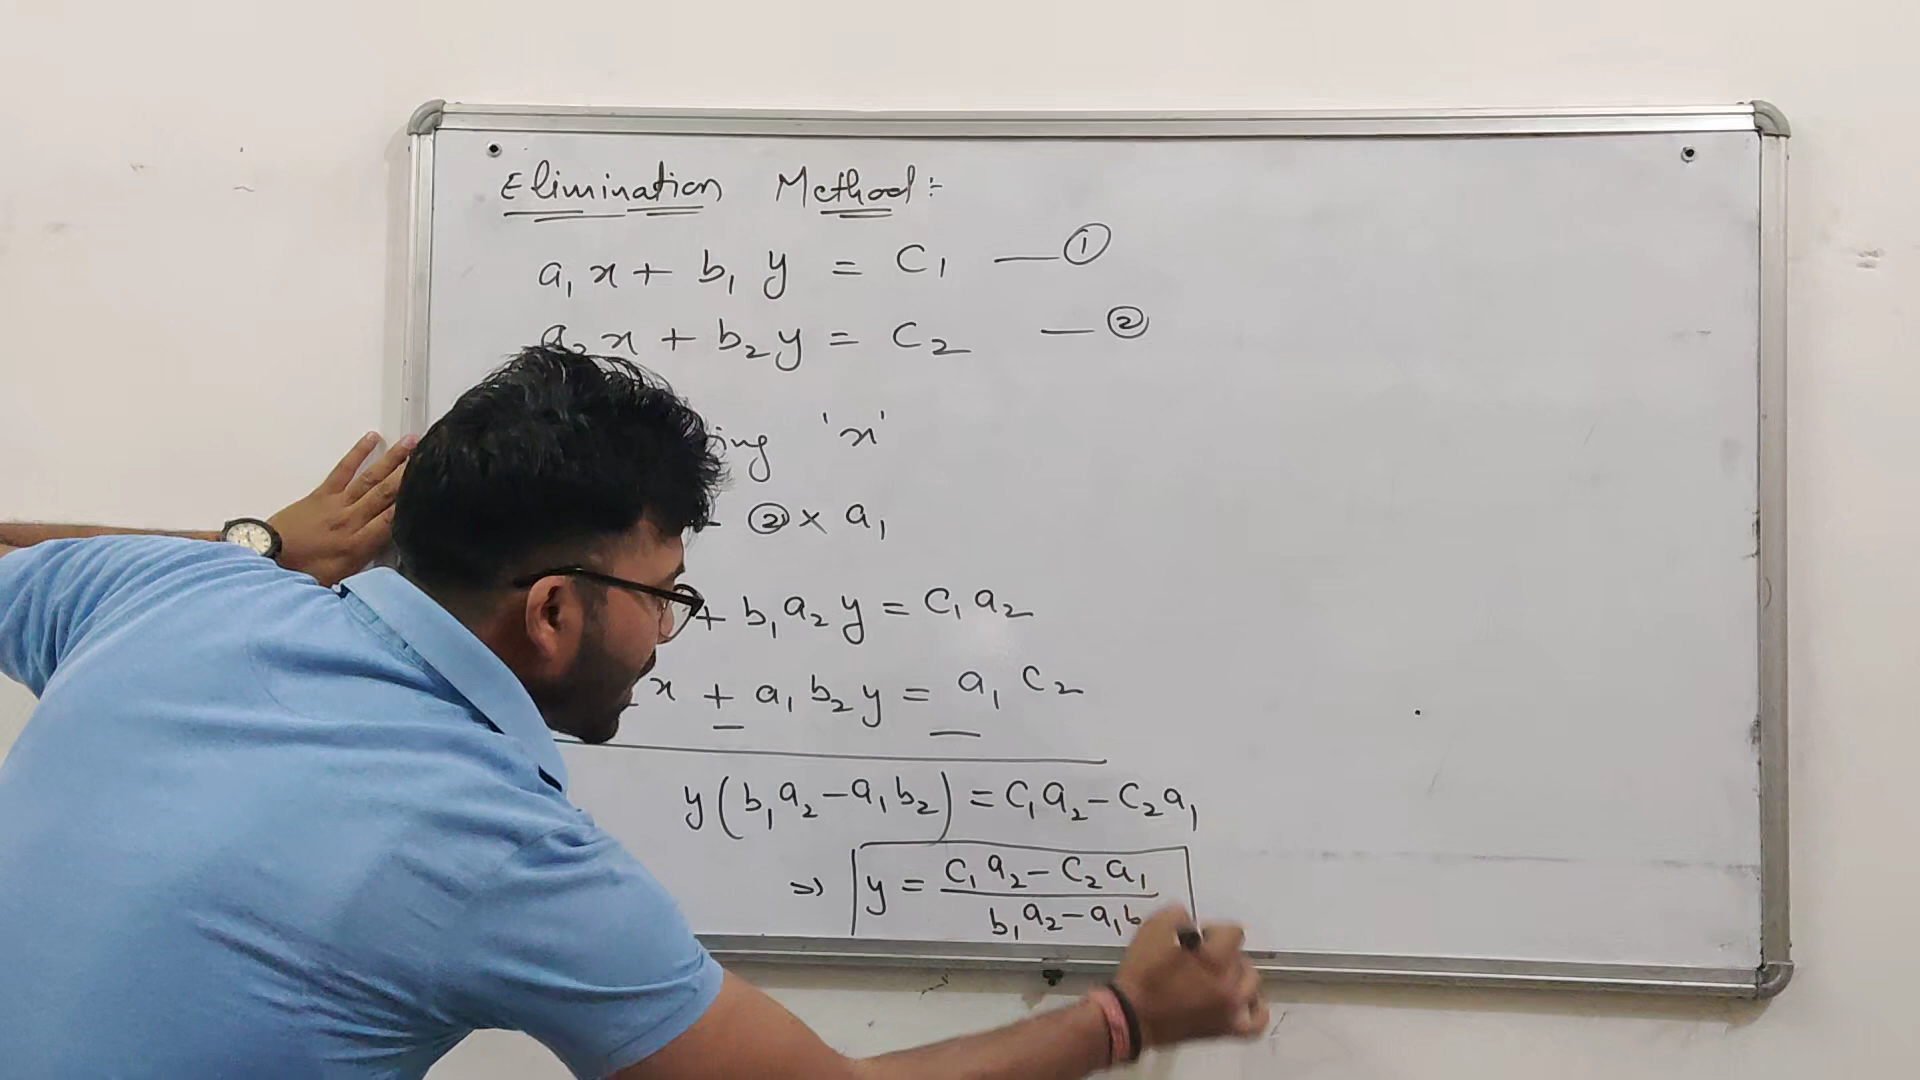 Elimination Method :-
a₁x + b₁y = C₁ —①
a₂x + b₂y = C₂ —②
'x'
② × a₁
+ b₁a₂y = C₁a₂
x + a₁b₂y = a₁C₂
y(b₁a₂ - a₁b₂) = C₁a₂ - C₂a₁
⇒ y = (C₁a₂ - C₂a₁) / (b₁a₂ - a₁b